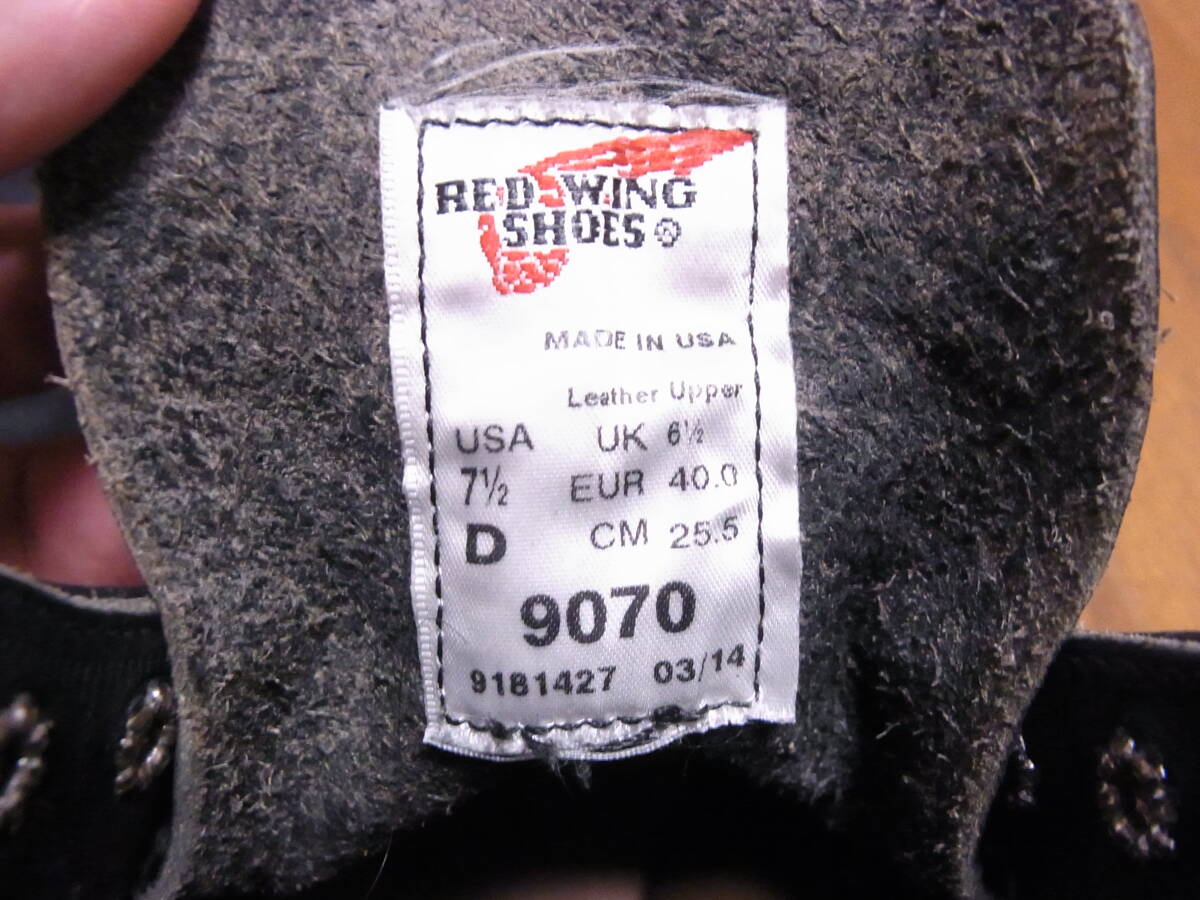 RED WING
SHOES ®
MADE IN USA
Leather Upper
USA UK 6½
7½ EUR 40.0
D CM 25.5
9070
9181427 03/14